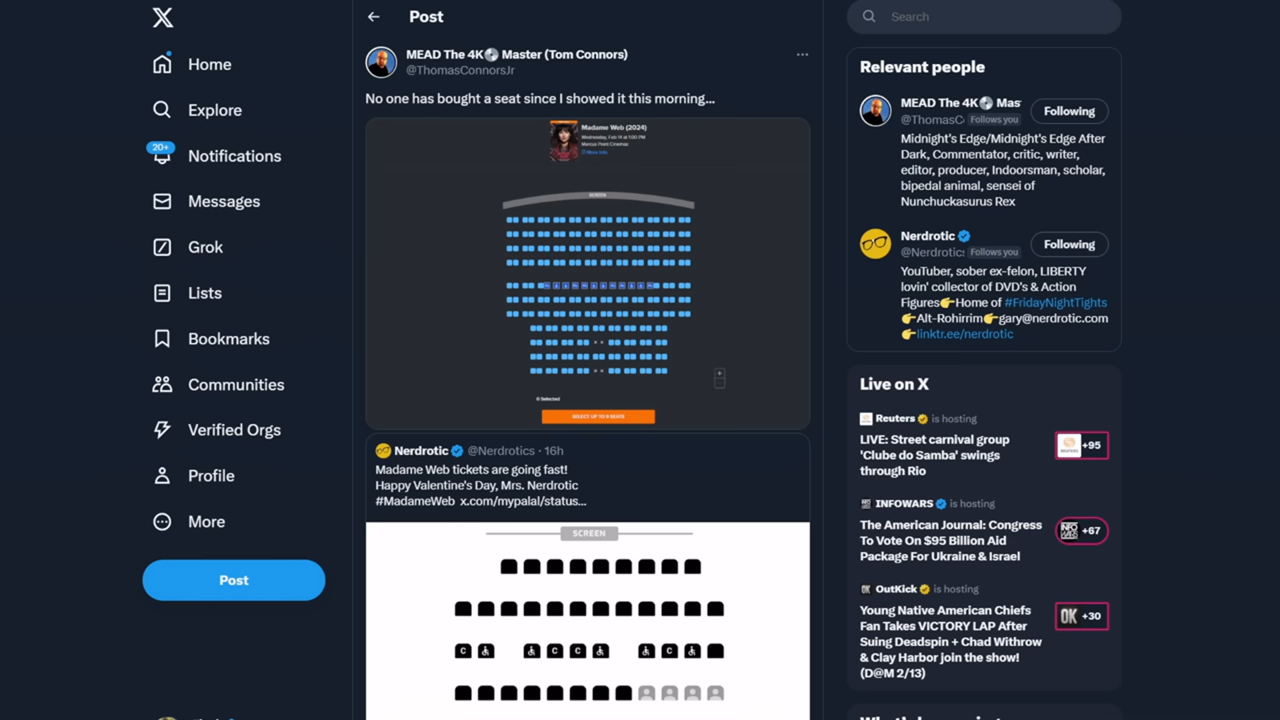 Home
Explore
20+
Notifications
Messages
Grok
Lists
Bookmarks
Communities
Verified Orgs
Profile
More
Post
Post
MEAD The 4K Master (Tom Connors)
@ThomasConnorsJr
No one has bought a seat since I showed it this morning...
Madame Web (2024)
Marcus Point Cinemas
More Info
SCREEN
0 Selected
Nerdrotic @Nerdrotics · 16h
Madame Web tickets are going fast!
Happy Valentine's Day, Mrs. Nerdrotic
#MadameWeb x.com/mypalal/status...
SCREEN
C
C C
C
Search
Relevant people
MEAD The 4K Mas
@ThomasC Follows you
Following
Midnight's Edge/Midnight's Edge After
Dark, Commentator, critic, writer,
editor, producer, Indoorsman, scholar,
bipedal animal, sensei of
Nunchuckasurus Rex
Nerdrotic
@Nerdrotics Follows you
Following
YouTuber, sober ex-felon, LIBERTY
lovin' collector of DVD's & Action
Figures👉Home of #FridayNightTights
👉Alt-Rohirrim👉gary@nerdrotic.com
👉linktr.ee/nerdrotic
Live on X
Reuters is hosting
LIVE: Street carnival group
'Clube do Samba' swings
through Rio
+95
INFOWARS is hosting
The American Journal: Congress
To Vote On $95 Billion Aid
Package For Ukraine & Israel
+67
OutKick is hosting
Young Native American Chiefs
Fan Takes VICTORY LAP After
Suing Deadspin + Chad Withrow
& Clay Harbor join the show!
(D@M 2/13)
OK +30